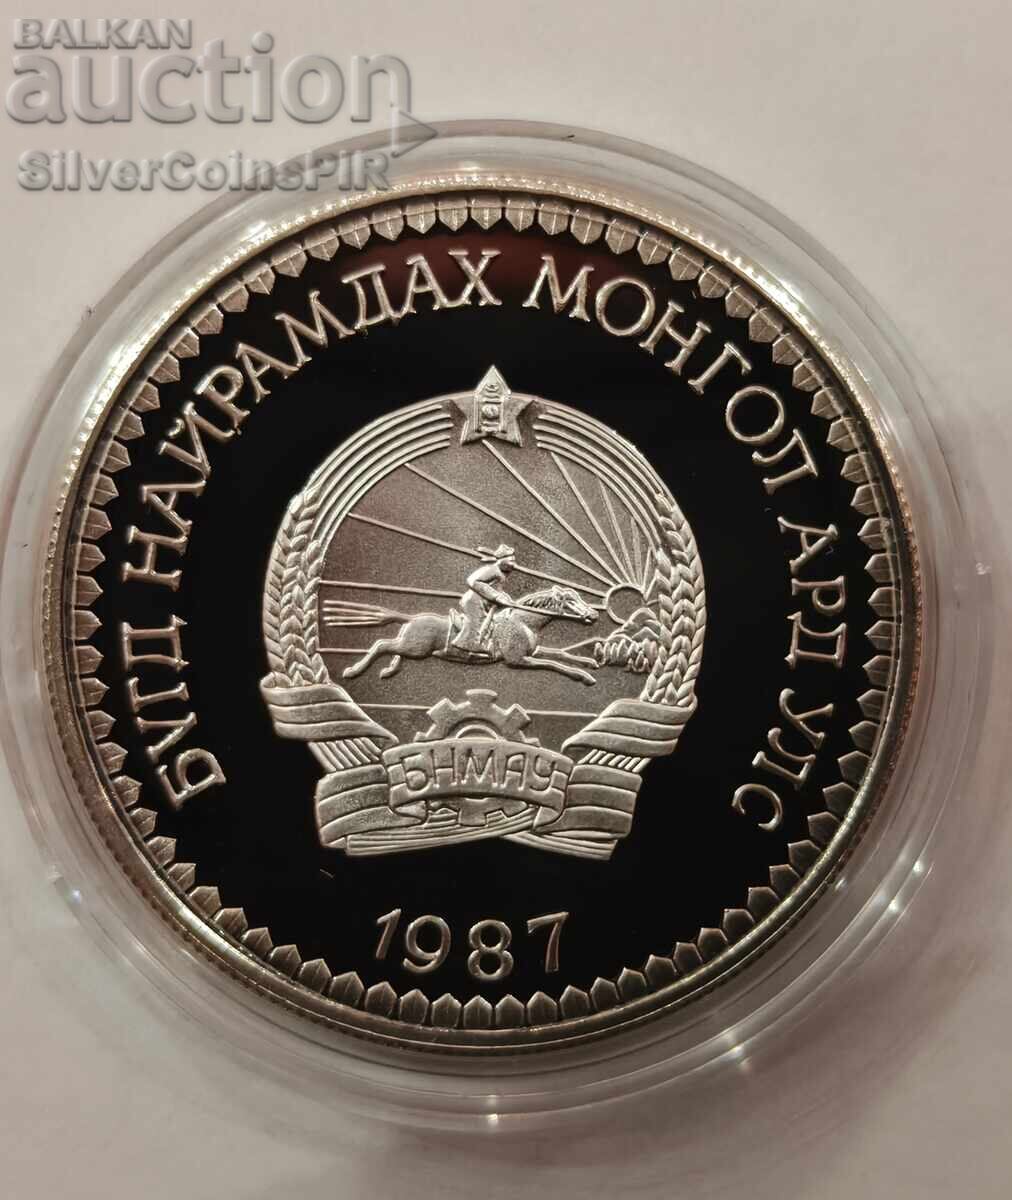 BALKAN
auction
SilverCoinsPIR
БҮГД НАЙРАМДАХ МОНГОЛ АРД УЛС
БНМАУ
1987